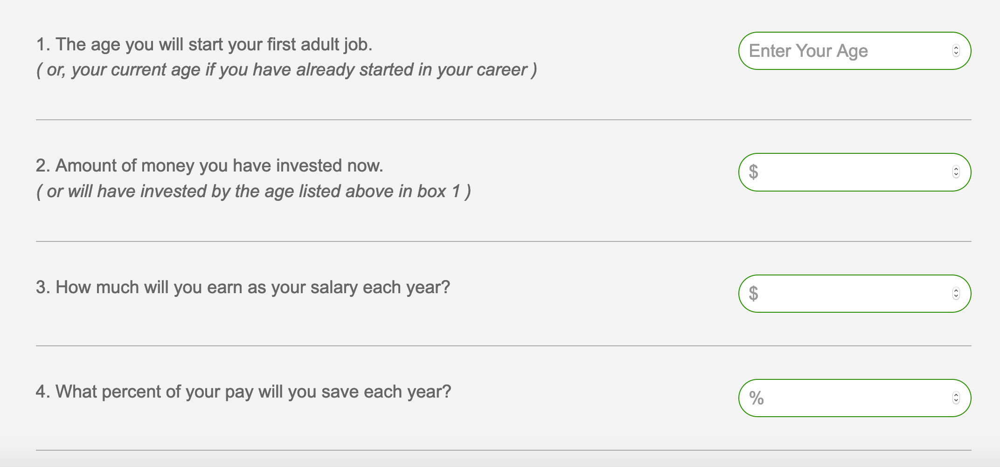 1. The age you will start your first adult job.
( or, your current age if you have already started in your career )
Enter Your Age
2. Amount of money you have invested now.
( or will have invested by the age listed above in box 1 )
$
3. How much will you earn as your salary each year?
$
4. What percent of your pay will you save each year?
%